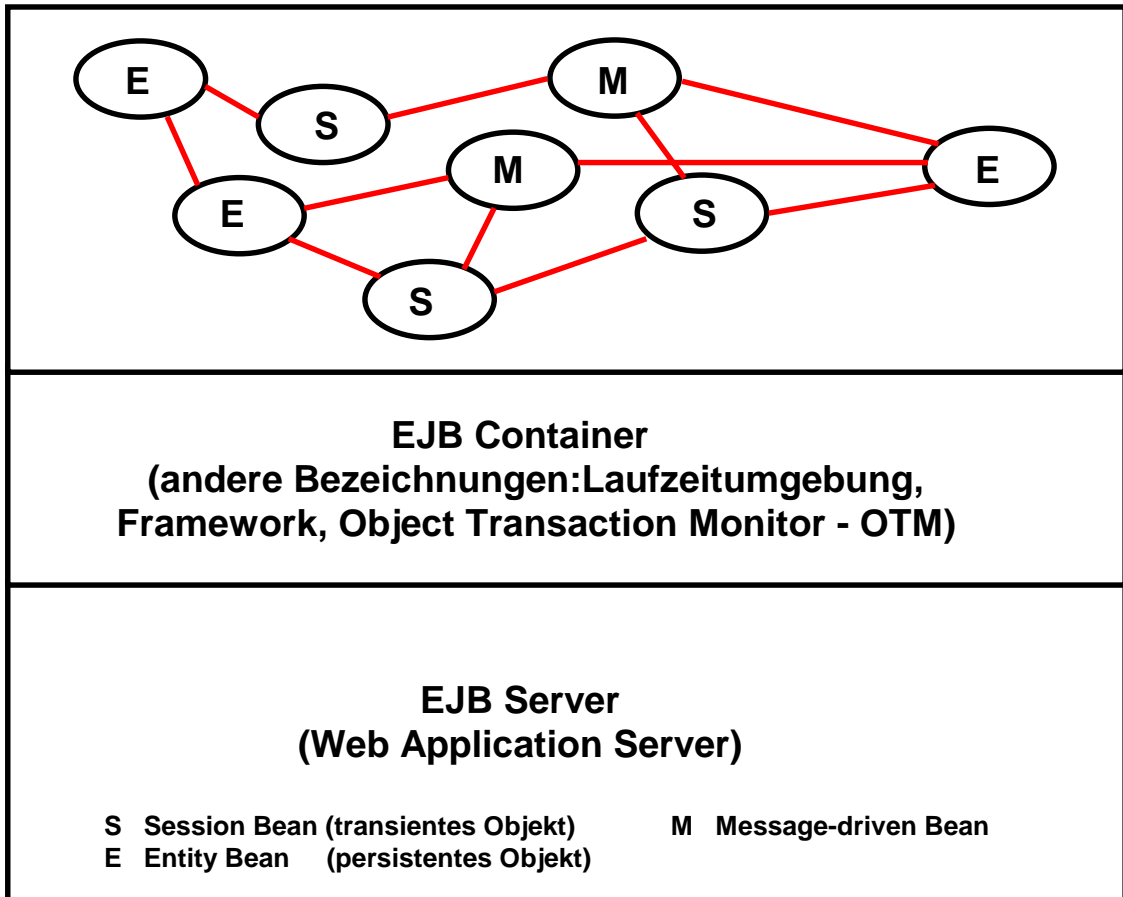 E
M
S
E
M
E
S
S
EJB Container
(andere Bezeichnungen:Laufzeitumgebung,
Framework, Object Transaction Monitor - OTM)
EJB Server
(Web Application Server)
S Session Bean (transientes Objekt) M Message-driven Bean
E Entity Bean (persistentes Objekt)